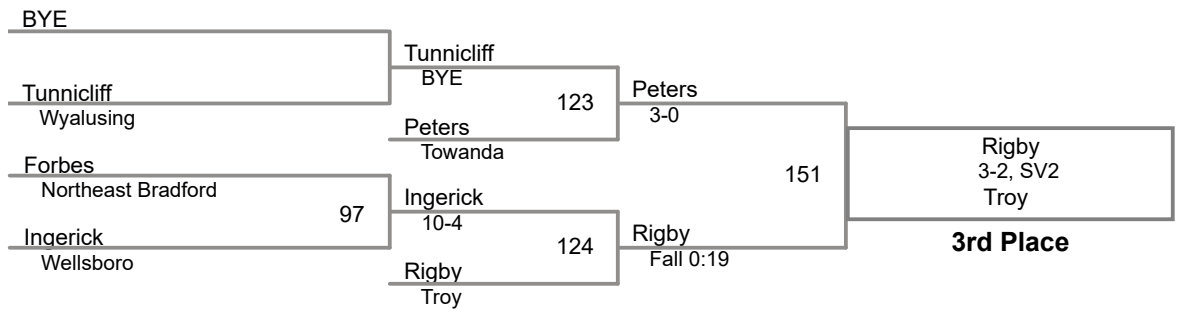 BYE
Tunnicliff
Wyalusing
Forbes
Northeast Bradford
97
Ingerick
Wellsboro
Tunnicliff
BYE
123
Peters
Towanda
Ingerick
10-4
124
Rigby
Troy
Peters
3-0
151
Rigby
Fall 0:19
Rigby
3-2, SV2
Troy
3rd Place